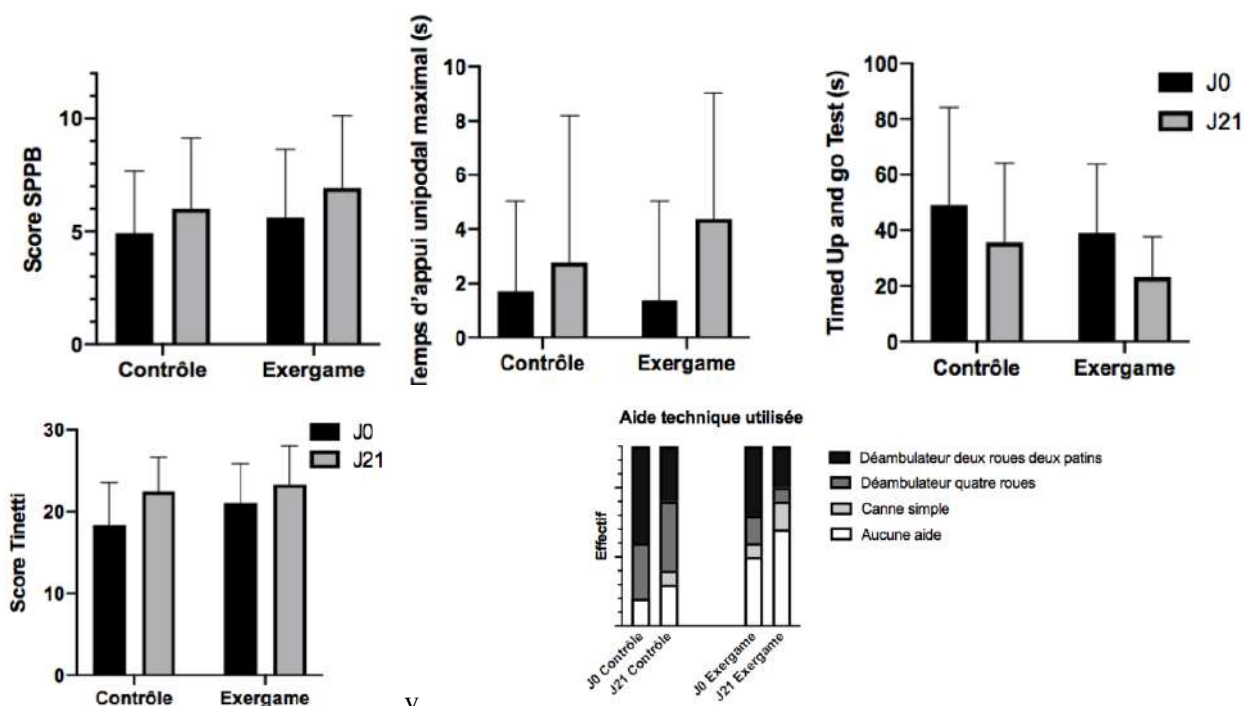 Score SPPB
10
5
0
Contrôle
Exergame
Temps d'appui unipodal maximal (s)
10
8
6
4
2
0
Contrôle
Exergame
Timed Up and go Test (s)
100
80
60
40
20
0
Contrôle
Exergame
J0
J21
Score Tinetti
30
20
10
0
Contrôle
Exergame
J0
J21
v
Aide technique utilisée
Effectif
J0 Contrôle
J21 Contrôle
J0 Exergame
J21 Exergame
Déambulateur deux roues deux patins
Déambulateur quatre roues
Canne simple
Aucune aide